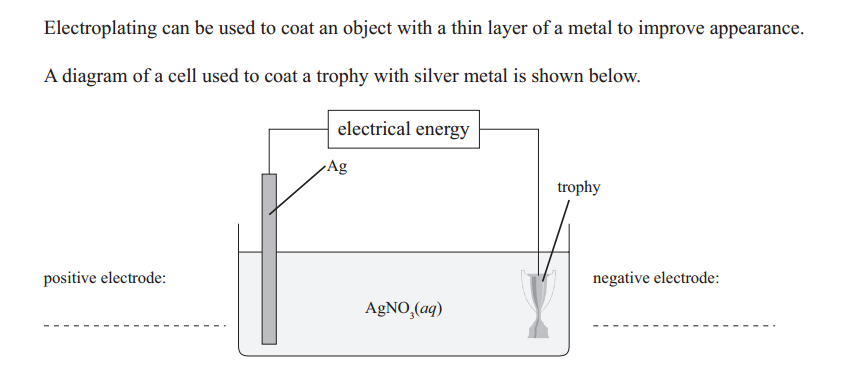 Electroplating can be used to coat an object with a thin layer of a metal to improve appearance.
A diagram of a cell used to coat a trophy with silver metal is shown below.
electrical energy
Ag
trophy
positive electrode:
negative electrode:
AgNO₃(aq)